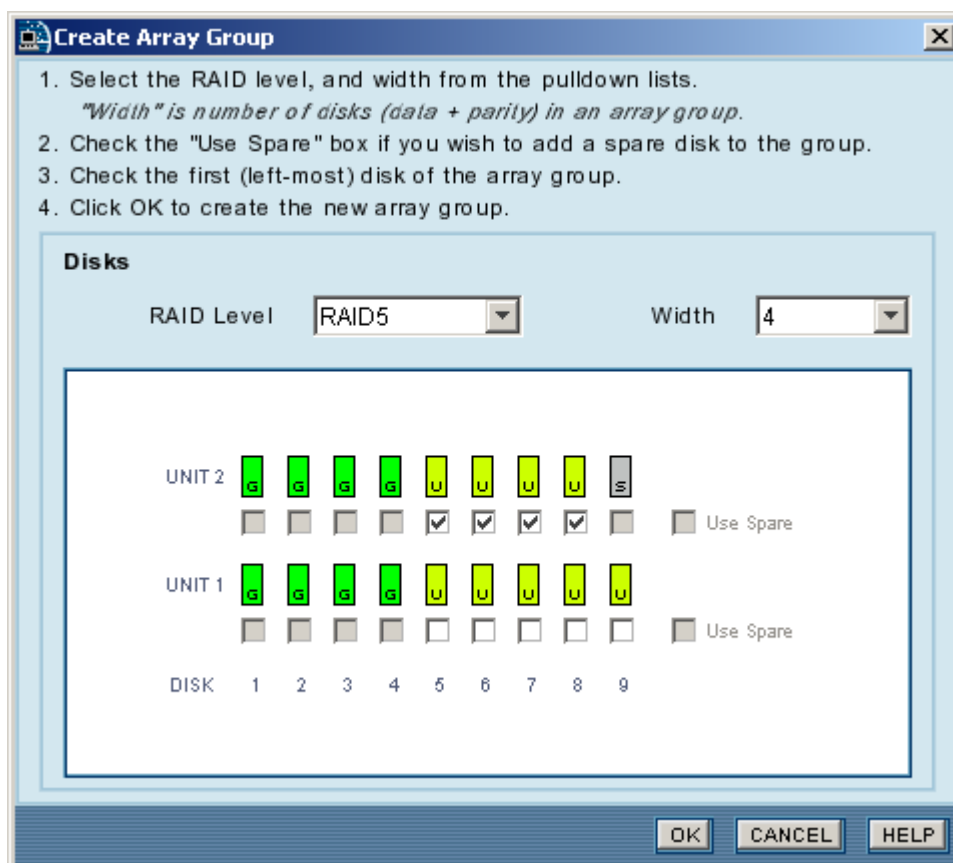 Create Array Group
1. Select the RAID level, and width from the pulldown lists.
"Width" is number of disks (data + parity) in an array group.
2. Check the "Use Spare" box if you wish to add a spare disk to the group.
3. Check the first (left-most) disk of the array group.
4. Click OK to create the new array group.
Disks
RAID Level RAID5 Width 4
UNIT 2 G G G G U U U U S
Use Spare
UNIT 1 G G G G U U U U U
Use Spare
DISK 1 2 3 4 5 6 7 8 9
OK CANCEL HELP